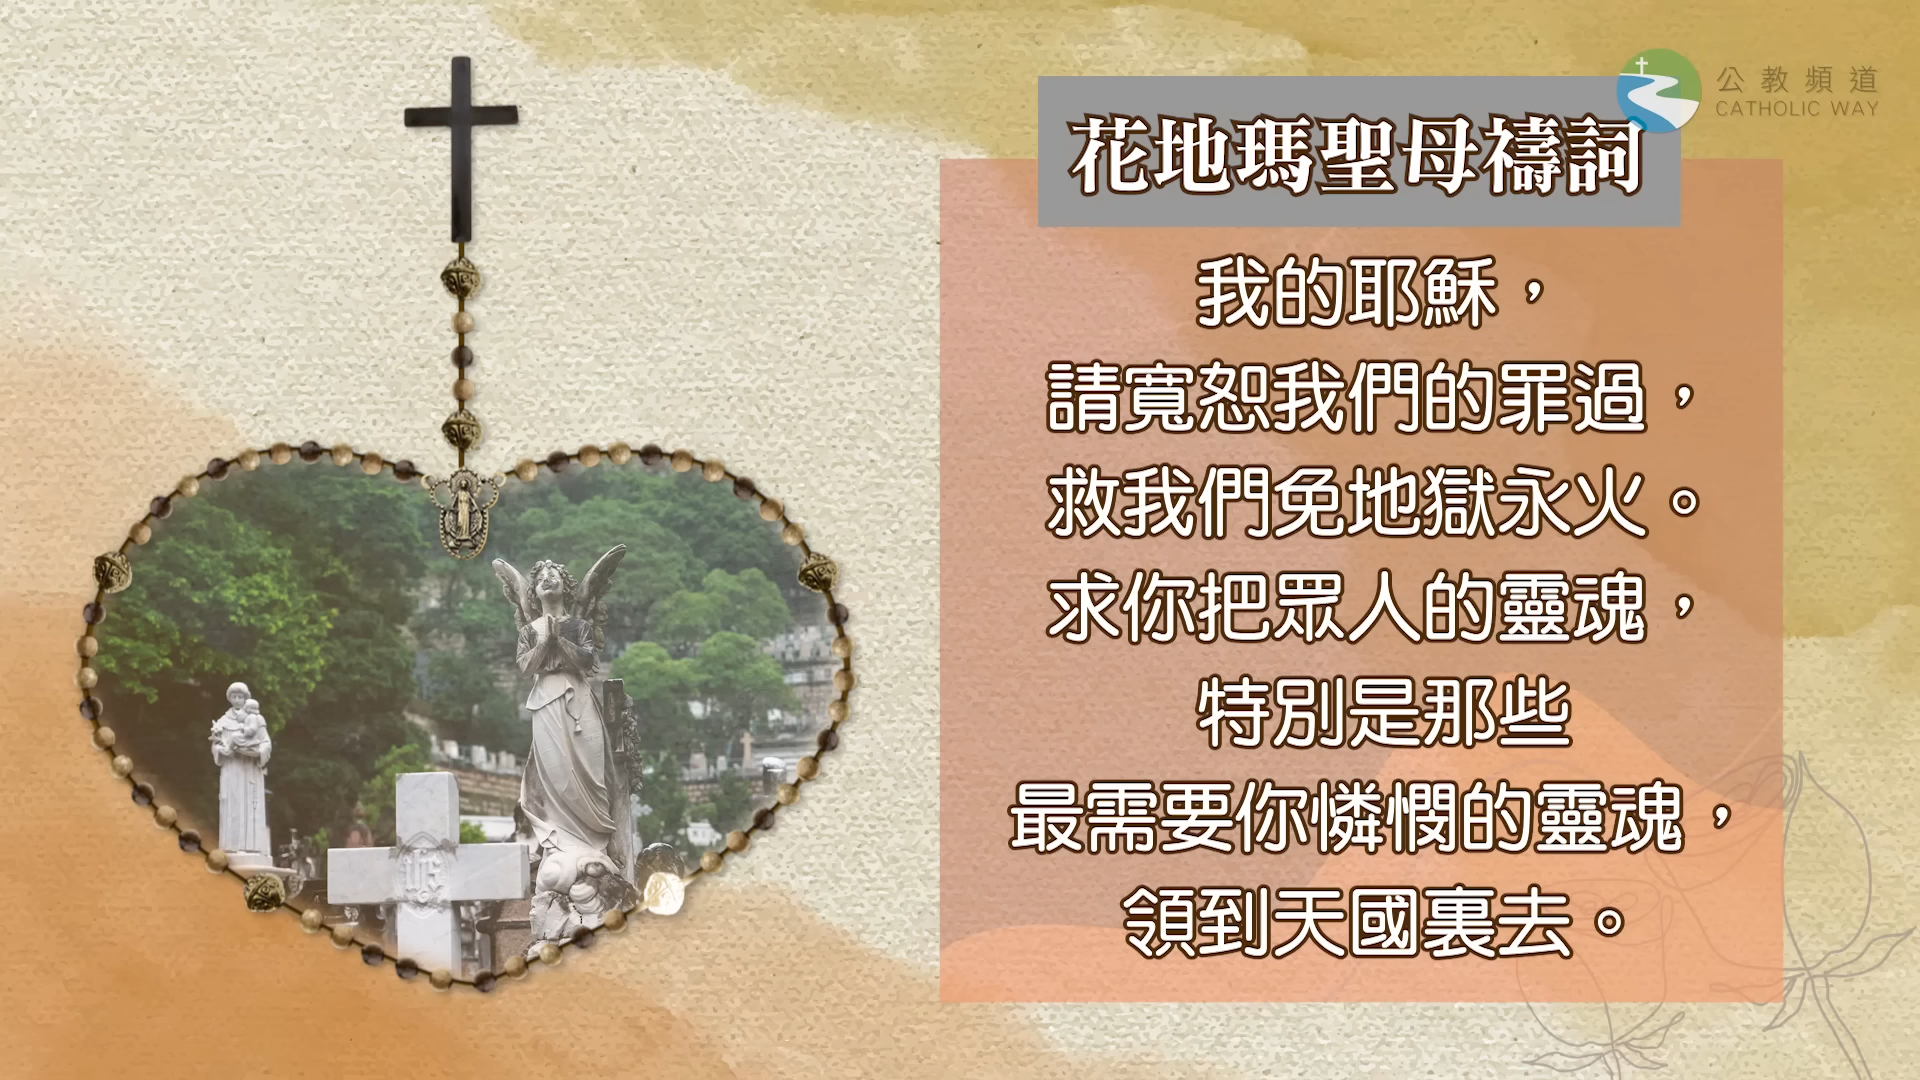 公教頻道
CATHOLIC WAY
花地瑪聖母禱詞
我的耶穌，
請寬恕我們的罪過，
救我們免地獄永火。
求你把眾人的靈魂，
特別是那些
最需要你憐憫的靈魂，
領到天國裏去。